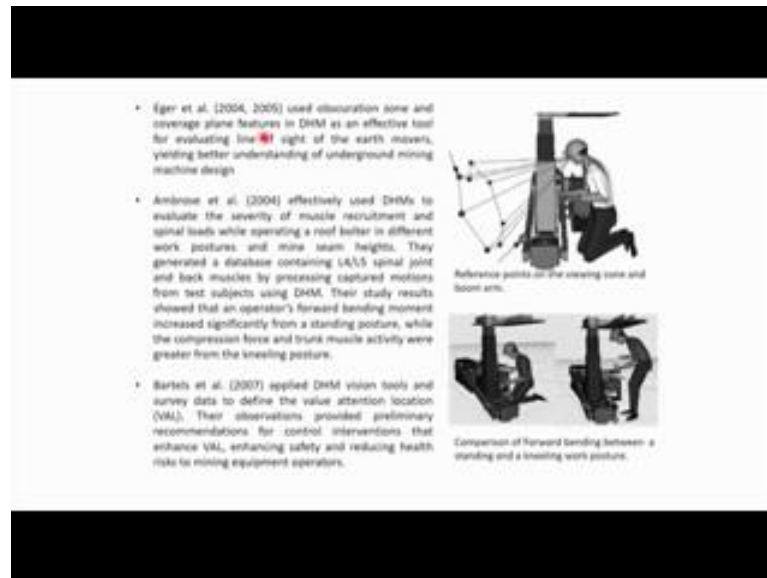 • Eger et al. (2004, 2005) used obscuration zone and
coverage plane features in DHM as an effective tool
for evaluating line of sight of the earth movers,
yielding better understanding of underground mining
machine design
• Ambrose et al. (2004) effectively used DHMs to
evaluate the severity of muscle recruitment and
spinal loads while operating a roof bolter in different
work postures and mine seam heights. They
generated a database containing L4/L5 spinal joint
and back muscles by processing captured motions
from test subjects using DHM. Their study results
showed that an operator's forward bending moment
increased significantly from a standing posture, while
the compression force and trunk muscle activity were
greater from the kneeling posture.
• Bartels et al. (2007) applied DHM vision tools and
survey data to define the value attention location
(VAL). Their observations provided preliminary
recommendations for control interventions that
enhance VAL, enhancing safety and reducing health
risks to mining equipment operators.
Reference points on the viewing zone and
boom arm.
Comparison of Forward bending between a
standing and a kneeling work posture.